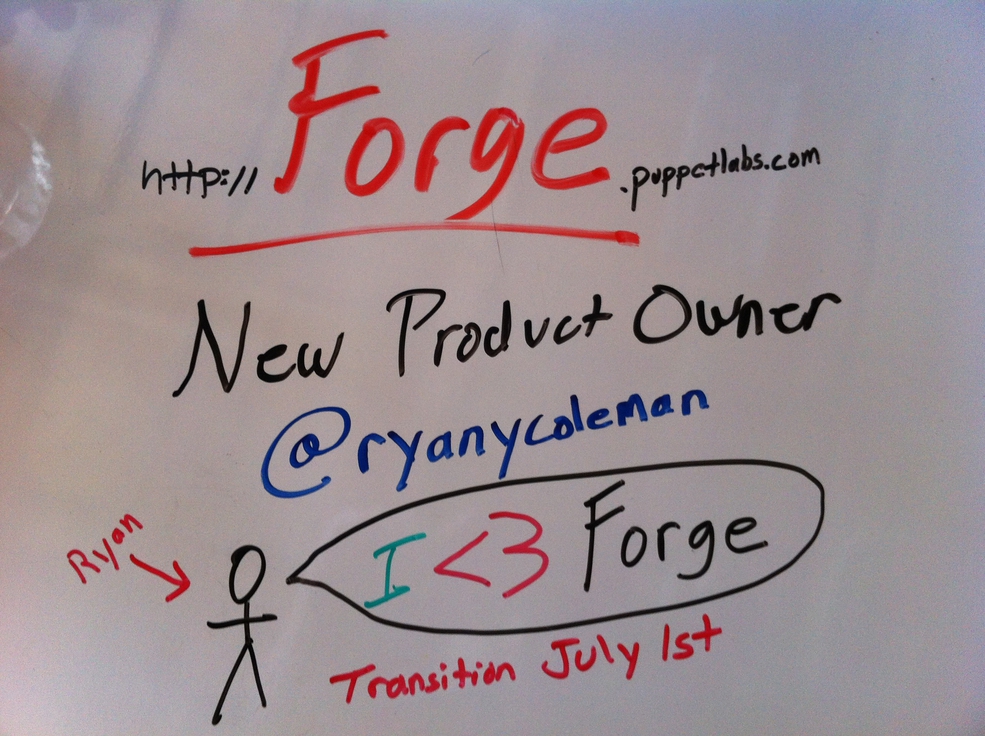 http://Forge.puppetlabs.com
New Product Owner
@ryanycoleman
I <3 Forge
Ryan
Transition July 1st